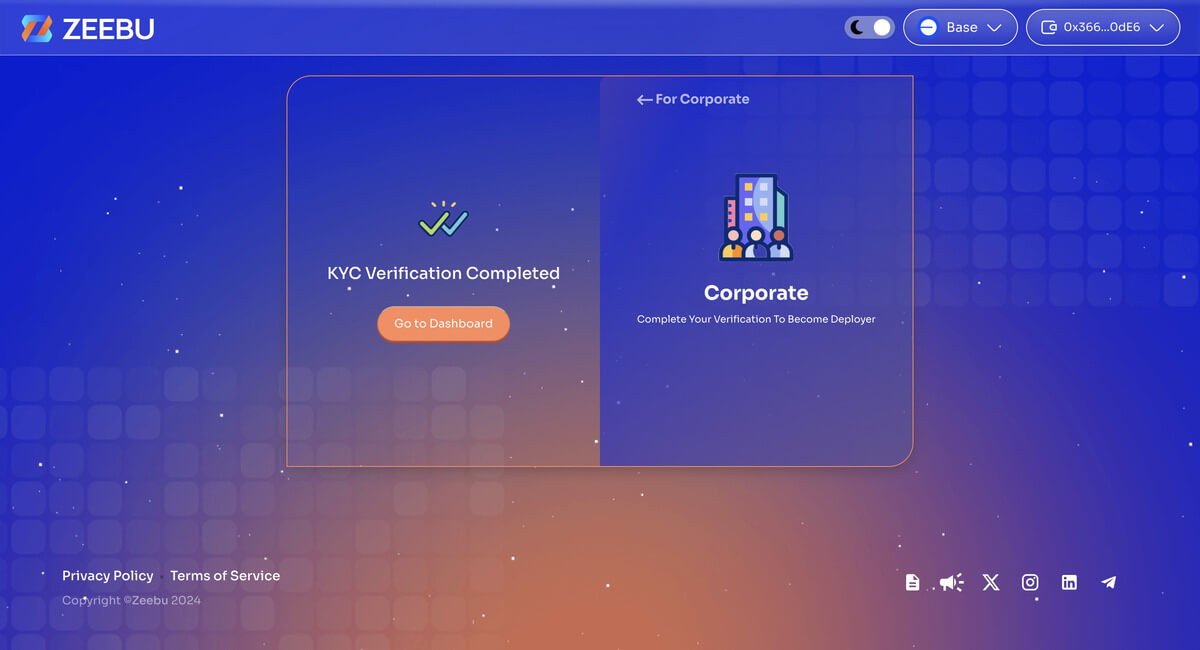 ZEEBU
Base
0x366...0dE6
For Corporate
KYC Verification Completed
Go to Dashboard
Corporate
Complete Your Verification To Become Deployer
Privacy Policy
Terms of Service
Copyright ©Zeebu 2024